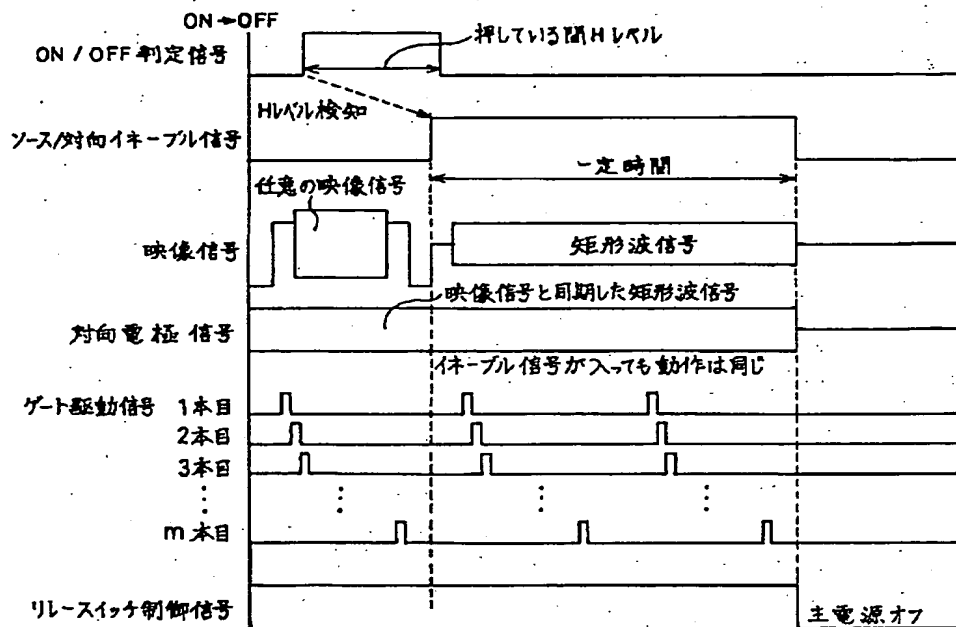 ON→OFF
ON / OFF 判定信号
押している間Hレベル
Hレベル検知
ソース/対向イネーブル信号
一定時間
任意の映像信号
映像信号
矩形波信号
映像信号と同期した矩形波信号
対向電極信号
イネーブル信号が入っても動作は同じ
ゲート駆動信号 1本目
2本目
3本目
m本目
リレースイッチ制御信号
主電源オフ